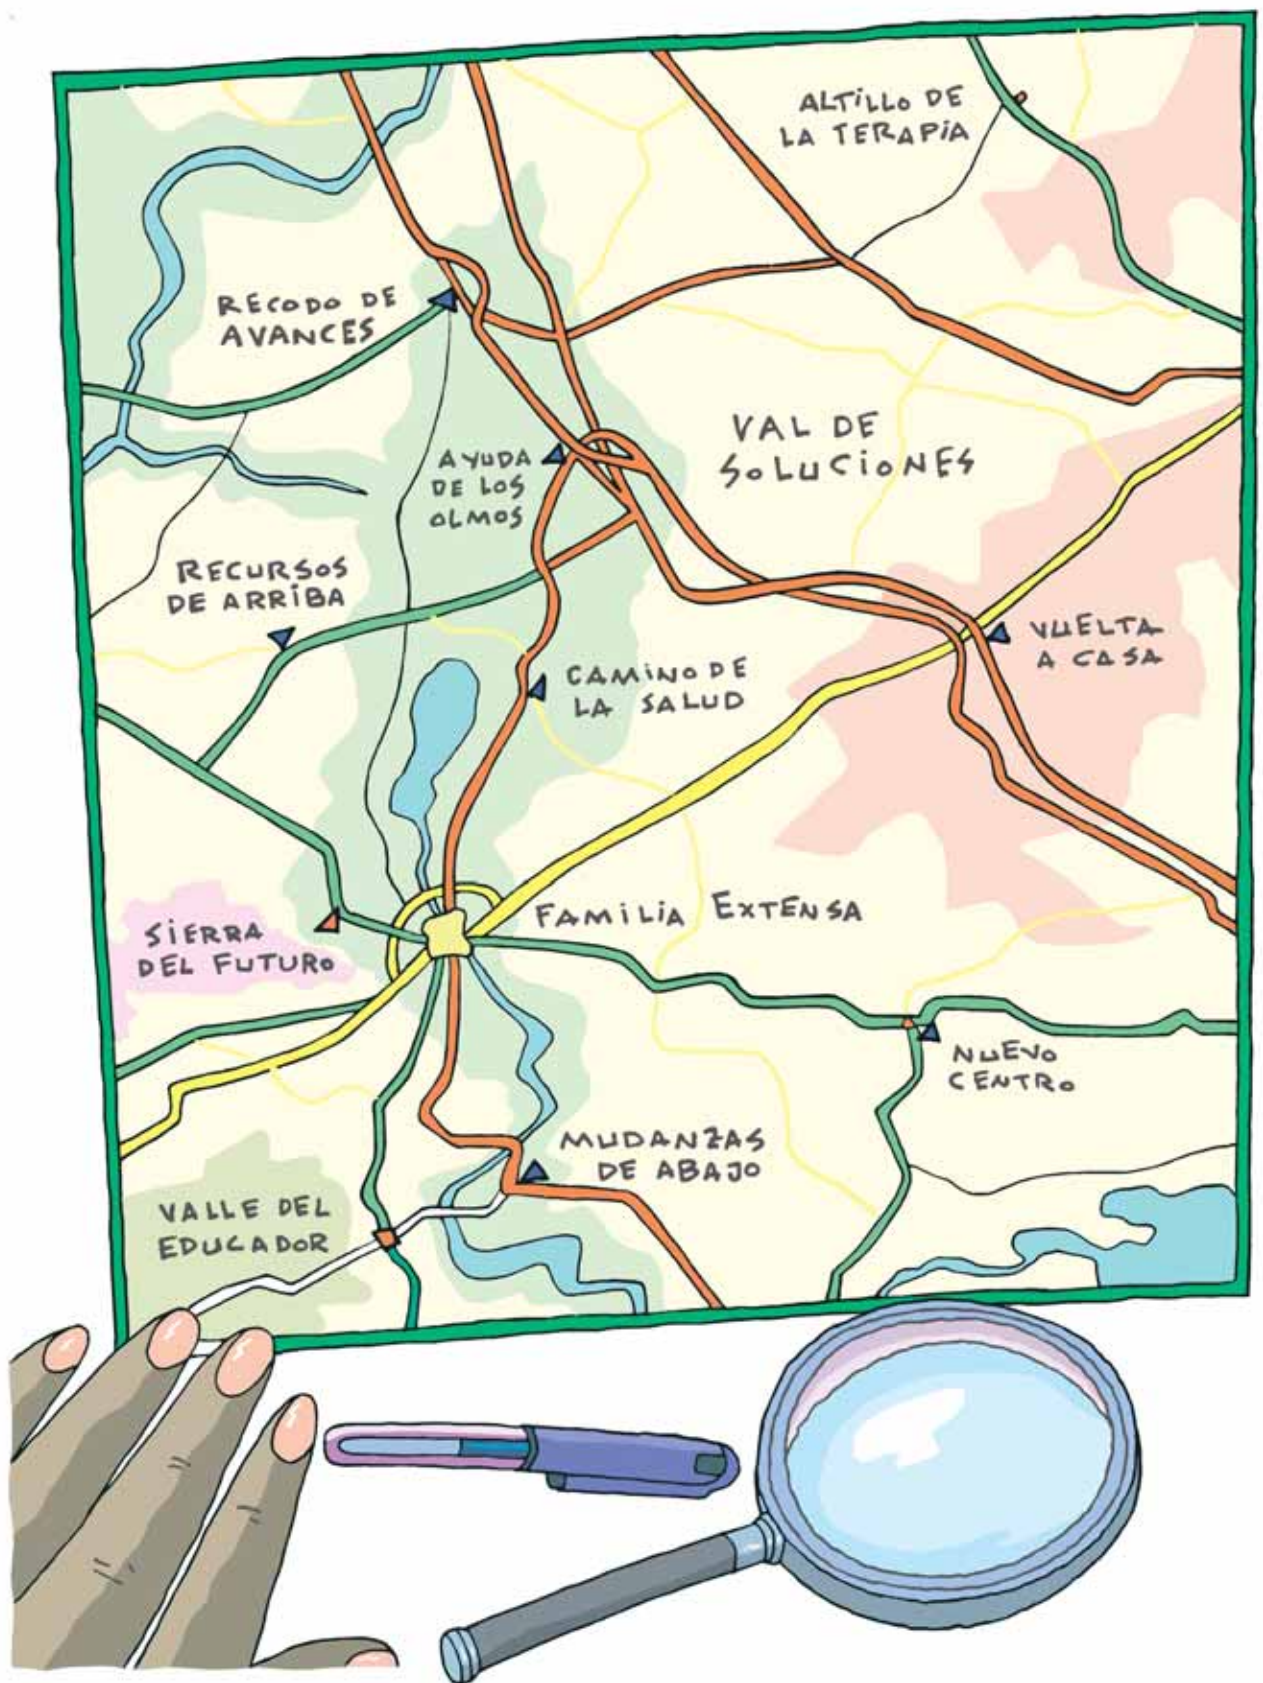 ALTILLO DE
LA TERAPIA
RECODO DE
AVANCES
VAL DE
SOLUCIONES
AYUDA
DE LOS
OLMOS
RECURSOS
DE ARRIBA
VUELTA
A CASA
CAMINO DE
LA SALUD
FAMILIA EXTENSA
SIERRA
DEL FUTURO
NUEVO
CENTRO
MUDANZAS
DE ABAJO
VALLE DEL
EDUCADOR